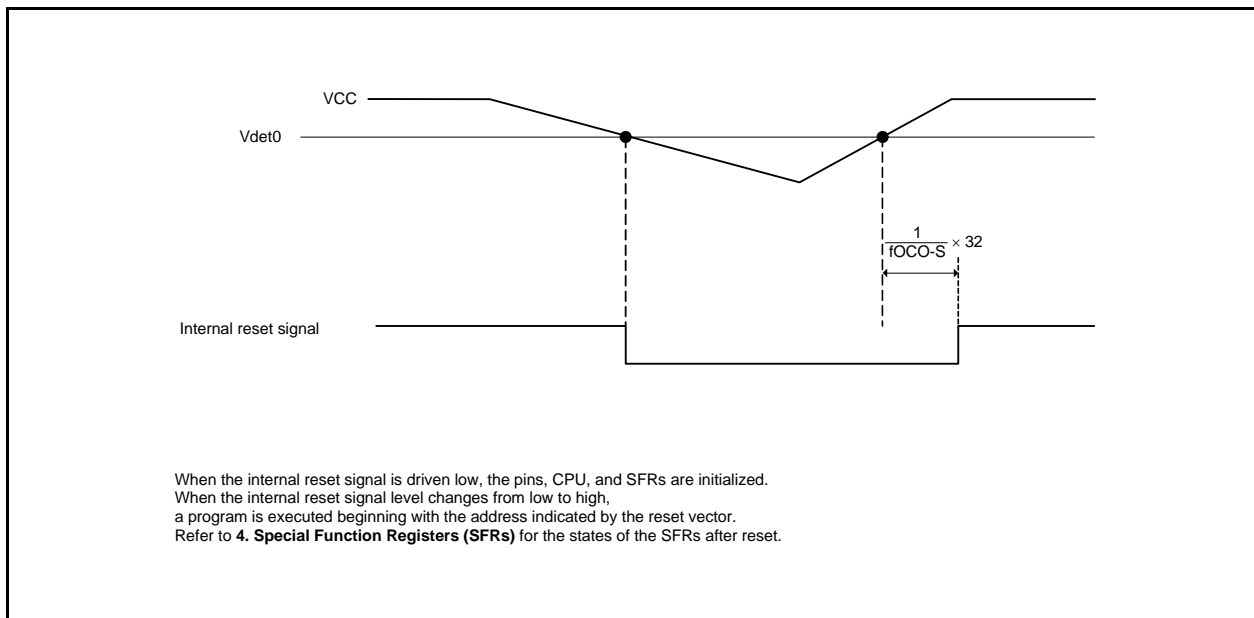 VCC
Vdet0
1
fOCO-S
× 32
Internal reset signal
When the internal reset signal is driven low, the pins, CPU, and SFRs are initialized.
When the internal reset signal level changes from low to high,
a program is executed beginning with the address indicated by the reset vector.
Refer to 4. Special Function Registers (SFRs) for the states of the SFRs after reset.